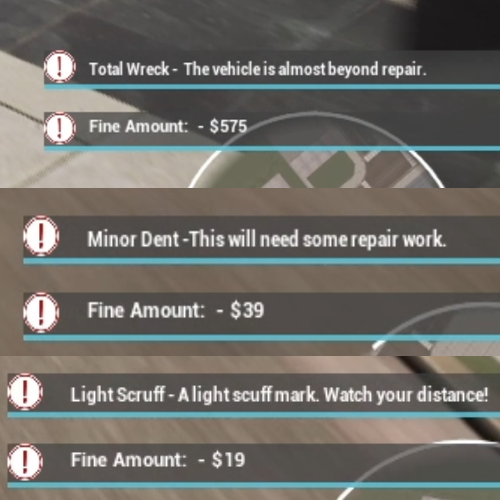 Total Wreck - The vehicle is almost beyond repair.
Fine Amount: - $575
Minor Dent -This will need some repair work.
Fine Amount: - $39
Light Scruff - A light scuff mark. Watch your distance!
Fine Amount: - $19